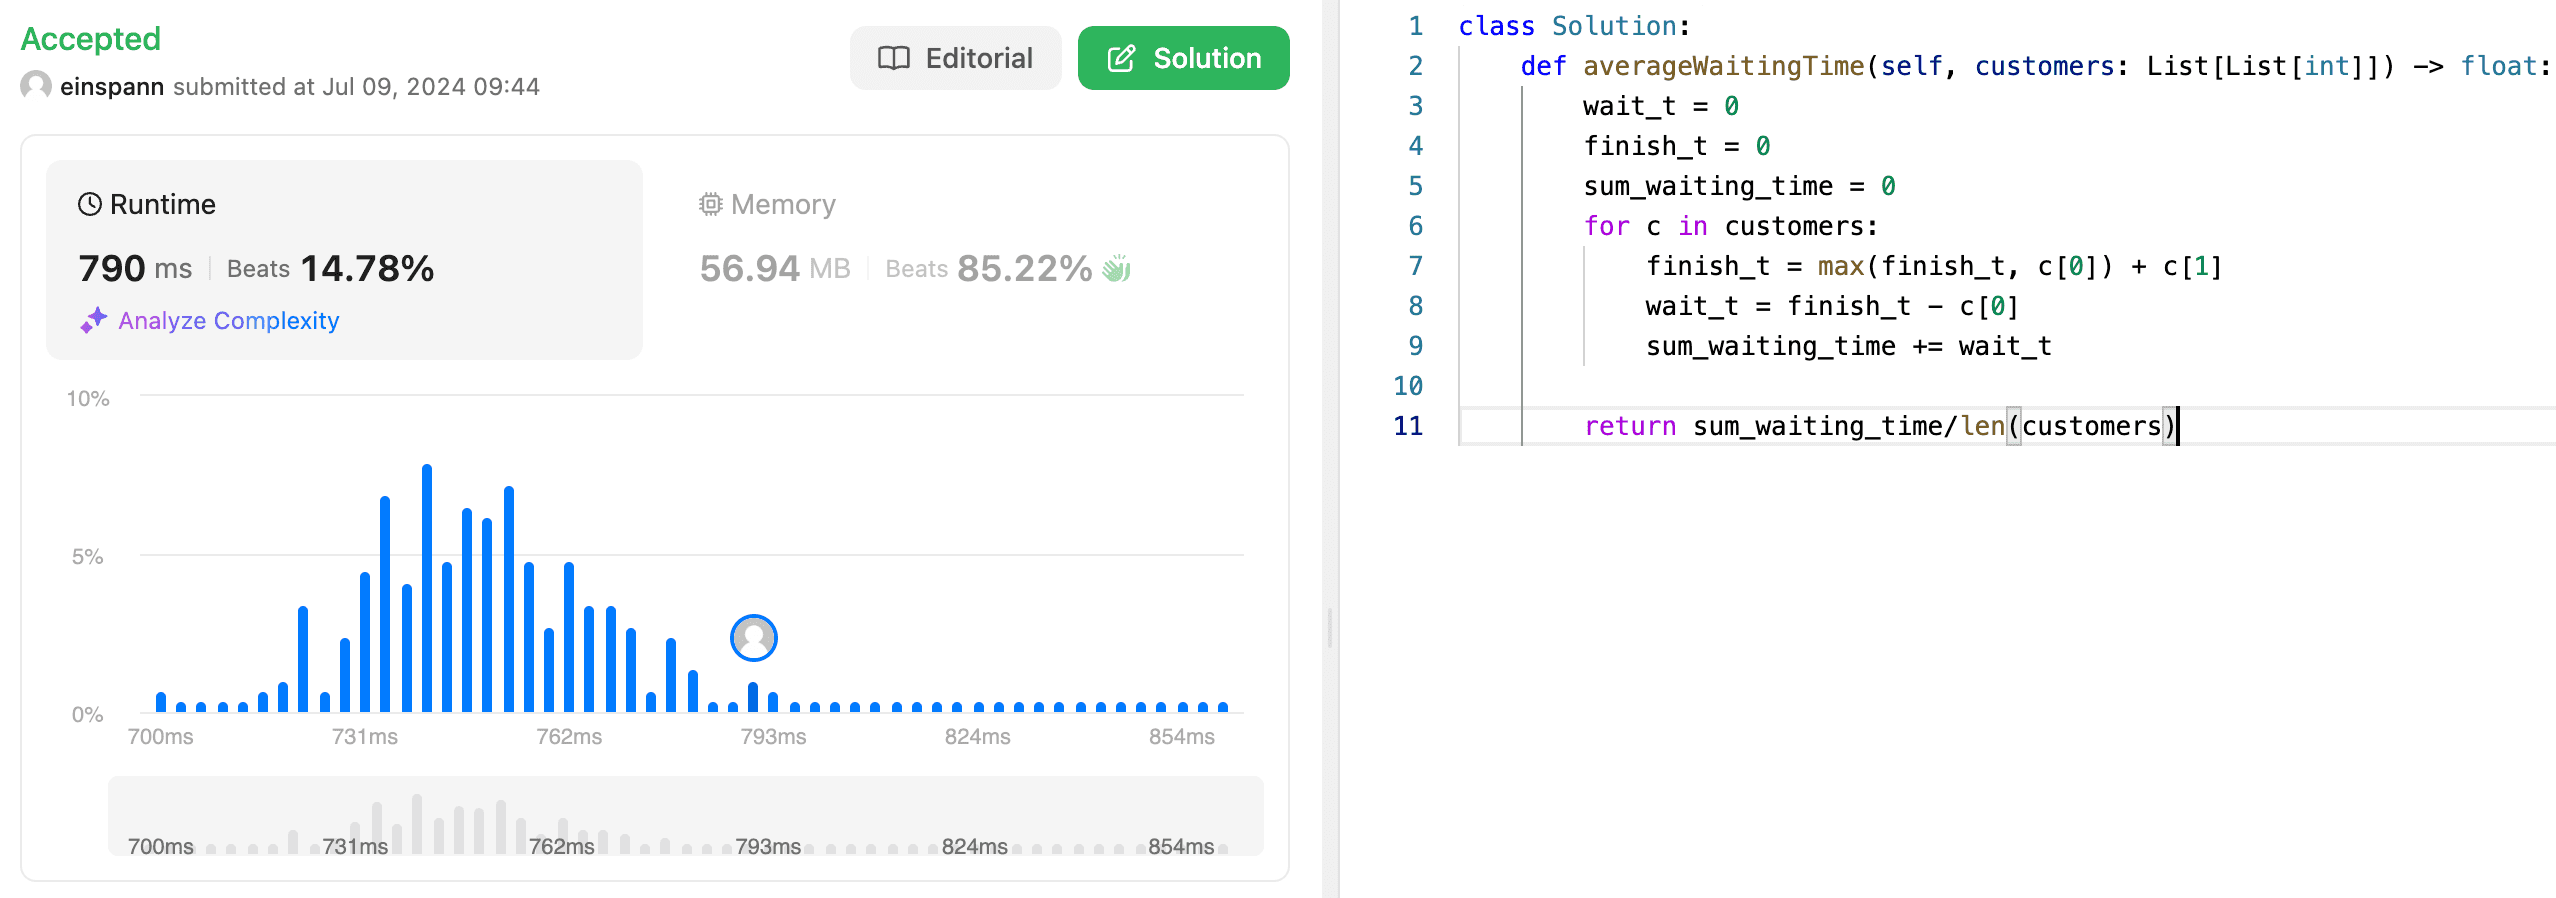 Accepted
Editorial
Solution
einspann submitted at Jul 09, 2024 09:44
Runtime
790 ms | Beats 14.78%
Analyze Complexity
Memory
56.94 MB | Beats 85.22%
10%
5%
0%
700ms 731ms 762ms 793ms 824ms 854ms
700ms 731ms 762ms 793ms 824ms 854ms
1 class Solution:
2     def averageWaitingTime(self, customers: List[List[int]]) -> float:
3         wait_t = 0
4         finish_t = 0
5         sum_waiting_time = 0
6         for c in customers:
7             finish_t = max(finish_t, c[0]) + c[1]
8             wait_t = finish_t - c[0]
9             sum_waiting_time += wait_t
10
11         return sum_waiting_time/len(customers)